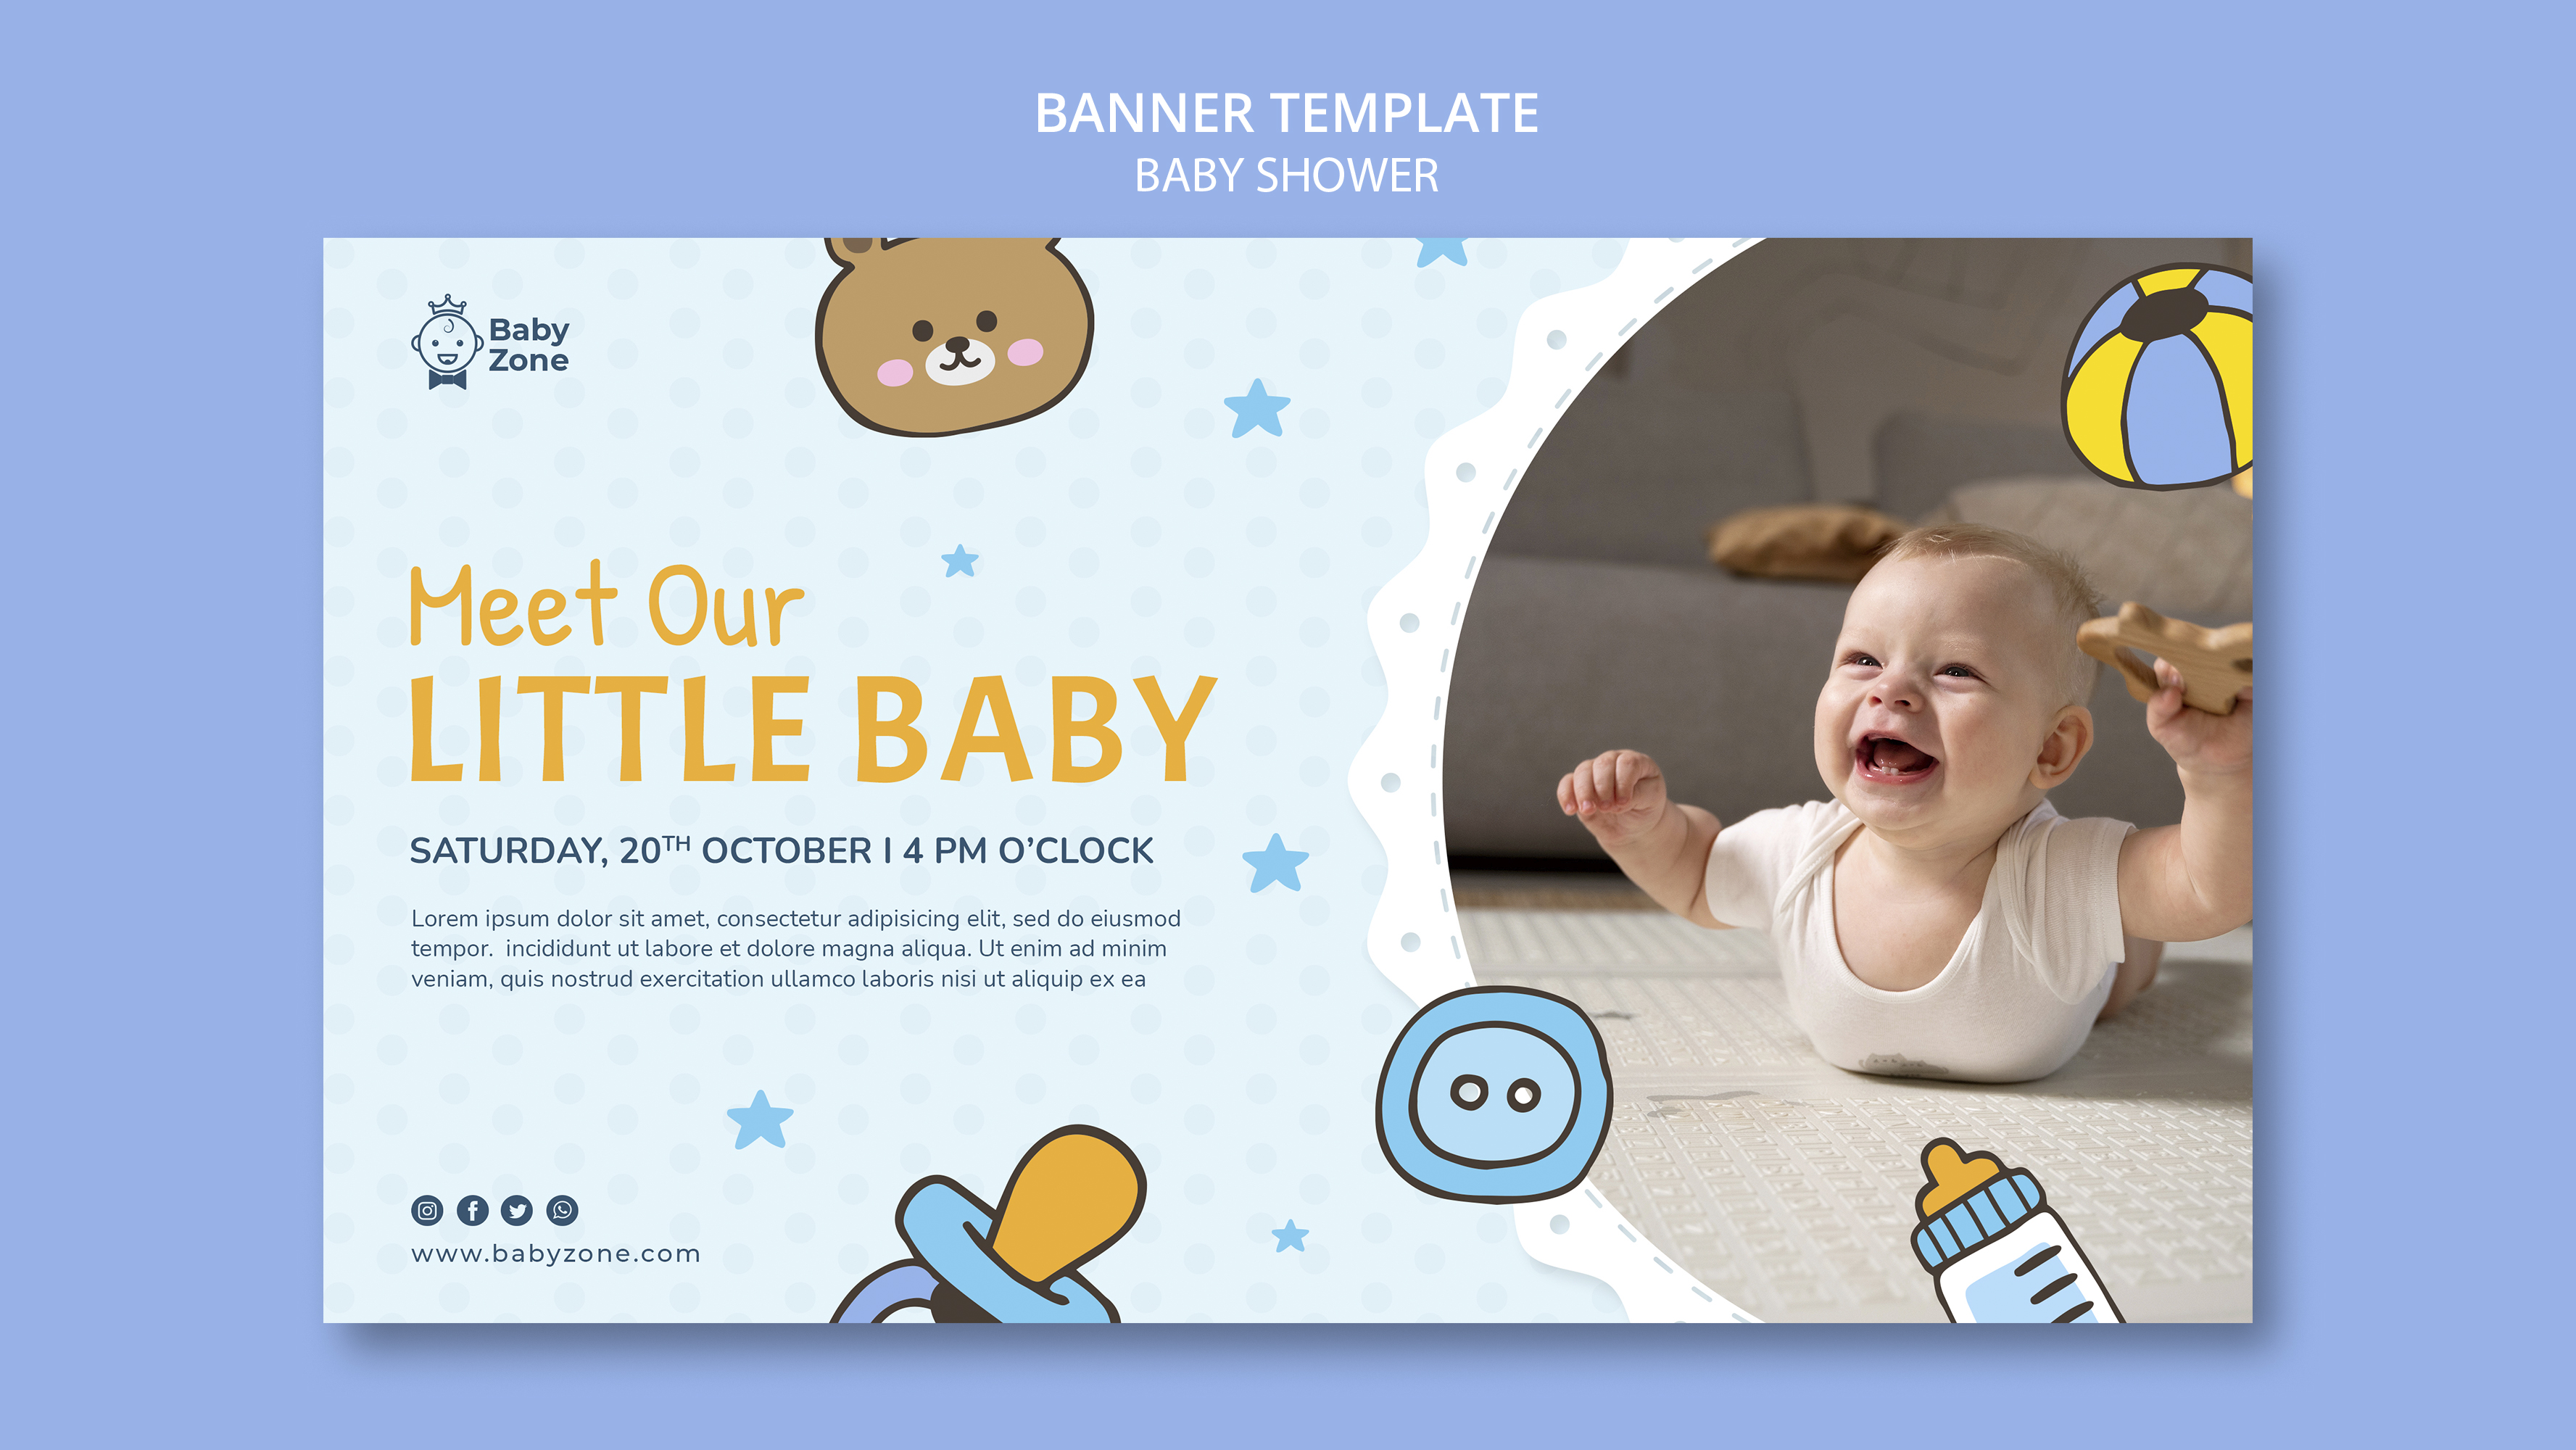 BANNER TEMPLATE
BABY SHOWER
Baby
Zone
Meet Our
LITTLE BABY
SATURDAY, 20TH OCTOBER I 4 PM O’CLOCK
Lorem ipsum dolor sit amet, consectetur adipisicing elit, sed do eiusmod
tempor.  incididunt ut labore et dolore magna aliqua. Ut enim ad minim
veniam, quis nostrud exercitation ullamco laboris nisi ut aliquip ex ea
www.babyzone.com